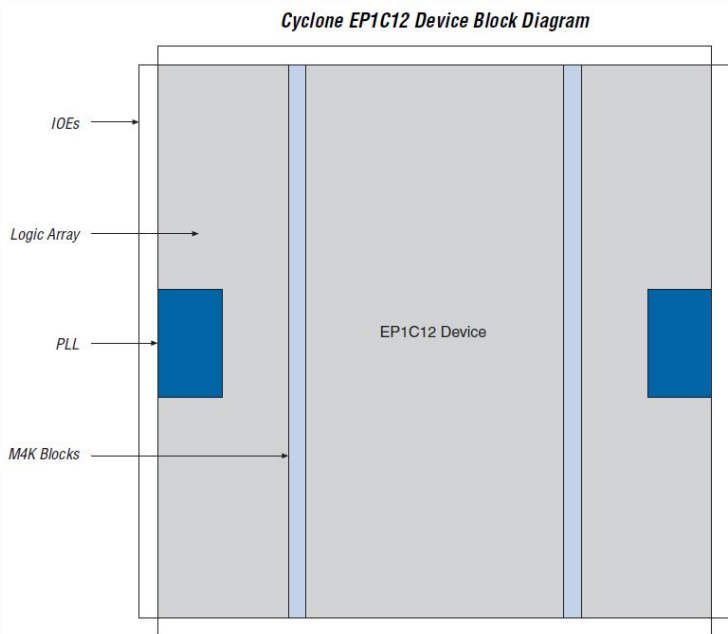 Cyclone EP1C12 Device Block Diagram
IOEs
Logic Array
PLL
EP1C12 Device
M4K Blocks